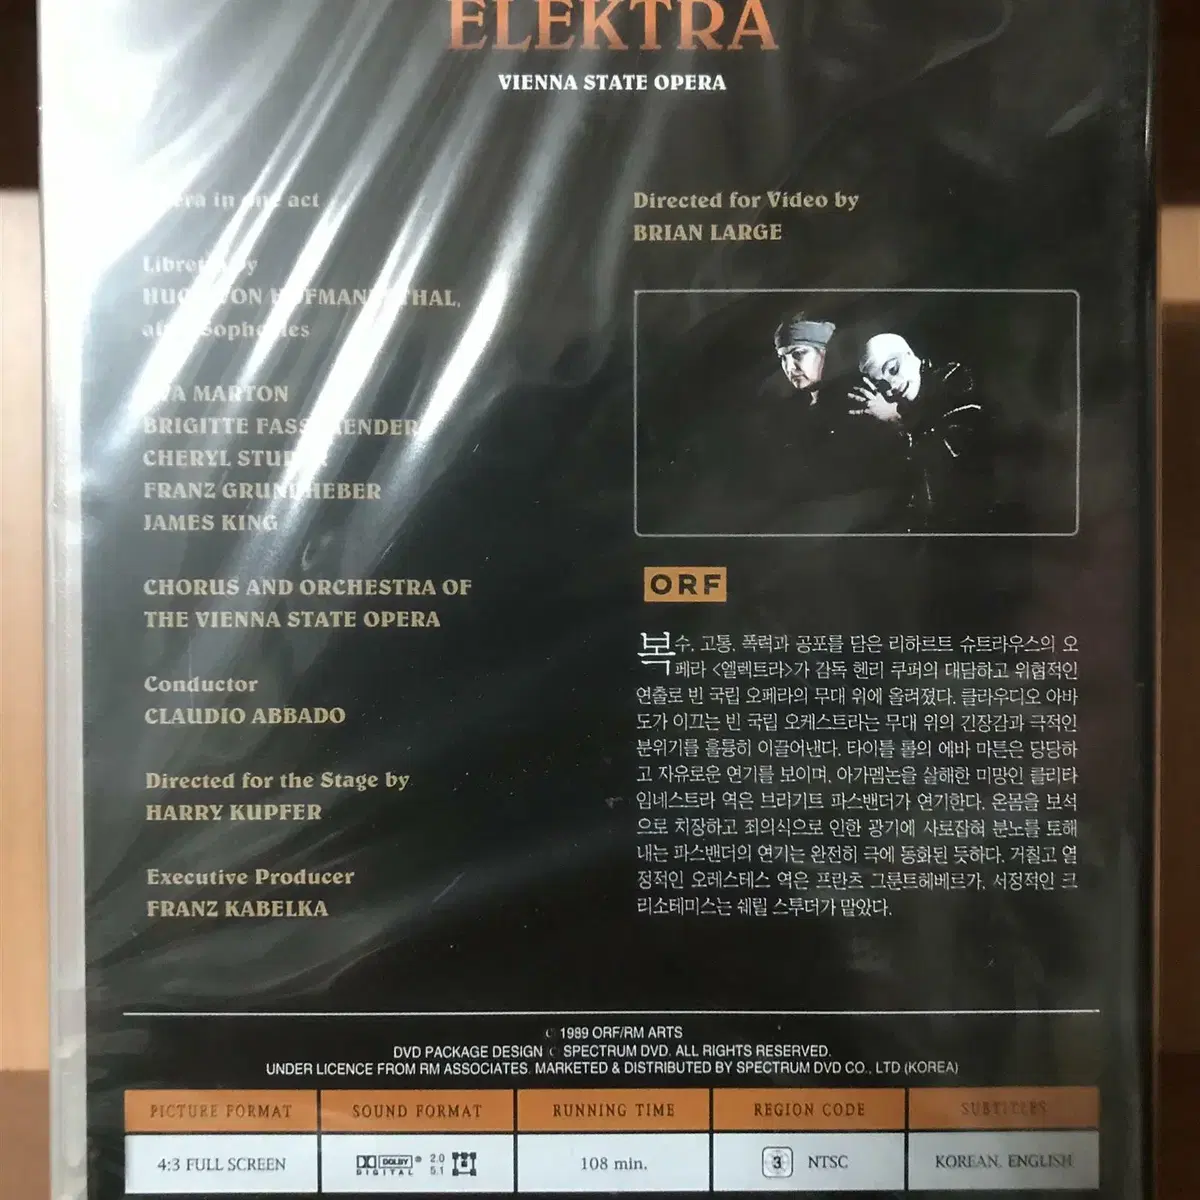 ELEKTRA
VIENNA STATE OPERA
in act
HOFMANNSTHAL,
after Sophocles
MARTON
BRIGITTE
CHERYL
FRANZ GRUNDHEBER
JAMES KING
CHORUS AND ORCHESTRA OF
THE VIENNA STATE OPERA
Conductor
CLAUDIO ABBADO
Directed for the Stage by
HARRY KUPFER
Executive Producer
FRANZ KABELKA
Directed for Video by
BRIAN LARGE
ORF
복수, 고통, 폭력과 공포를 담은 리하르트 슈트라우스의 오
페라 <엘렉트라>가 감독 헨리 쿠퍼의 대담하고 위협적인
연출로 빈 국립 오페라의 무대 위에 올려졌다. 클라우디오 아바
도가 이끄는 빈 국립 오케스트라는 무대 위의 긴장감과 극적인
분위기를 훌륭히 이끌어낸다. 타이틀 롤의 에바 마튼은 당당하
고 자유로운 연기를 보이며, 아가멤논을 살해한 미망인 클리타
임네스트라 역은 브리기트 파스밴더가 연기한다. 온몸을 보석
으로 치장하고 죄의식으로 인한 광기에 사로잡혀 분노를 토해
내는 파스밴더의 연기는 완전히 극에 동화된 듯하다. 거칠고 열
정적인 오레스테스 역은 프란츠 그룬트헤베르가, 서정적인 크
리소테미스는 쉐릴 스투더가 맡았다.
© 1989 ORF/RM ARTS
DVD PACKAGE DESIGN © SPECTRUM DVD. ALL RIGHTS RESERVED.
UNDER LICENCE FROM RM ASSOCIATES. MARKETED & DISTRIBUTED BY SPECTRUM DVD CO., LTD (KOREA)
PICTURE FORMAT SOUND FORMAT RUNNING TIME REGION CODE SUBTITLES
4:3 FULL SCREEN DOLBY DIGITAL 2.0 5.1 108 min. 3 NTSC KOREAN, ENGLISH